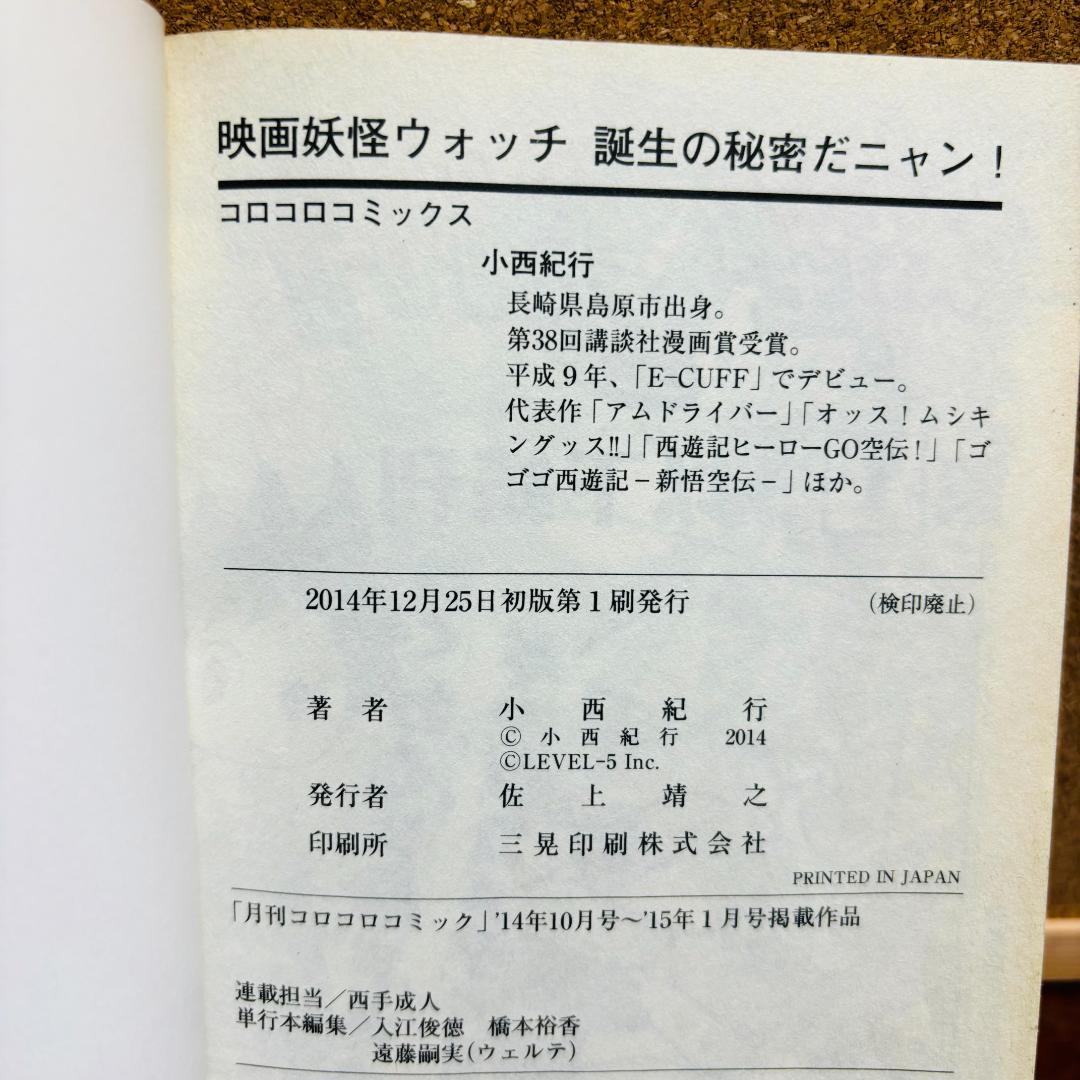 映画妖怪ウォッチ 誕生の秘密だニャン！
コロコロコミックス
小西紀行
長崎県島原市出身。
第38回講談社漫画賞受賞。
平成９年、「E-CUFF」でデビュー。
代表作「アムドライバー」「オッス！ムシキ
ングッス!!」「西遊記ヒーローGO空伝！」「ゴ
ゴゴ西遊記－新悟空伝－」ほか。
2014年12月25日初版第１刷発行 （検印廃止）
著者 小西紀行
© 小西紀行 2014
©LEVEL-5 Inc.
発行者 佐上靖之
印刷所 三晃印刷株式会社
PRINTED IN JAPAN
「月刊コロコロコミック」'14年10月号～'15年１月号掲載作品
連載担当／西手成人
単行本編集／入江俊徳 橋本裕香
遠藤嗣実（ウェルテ）